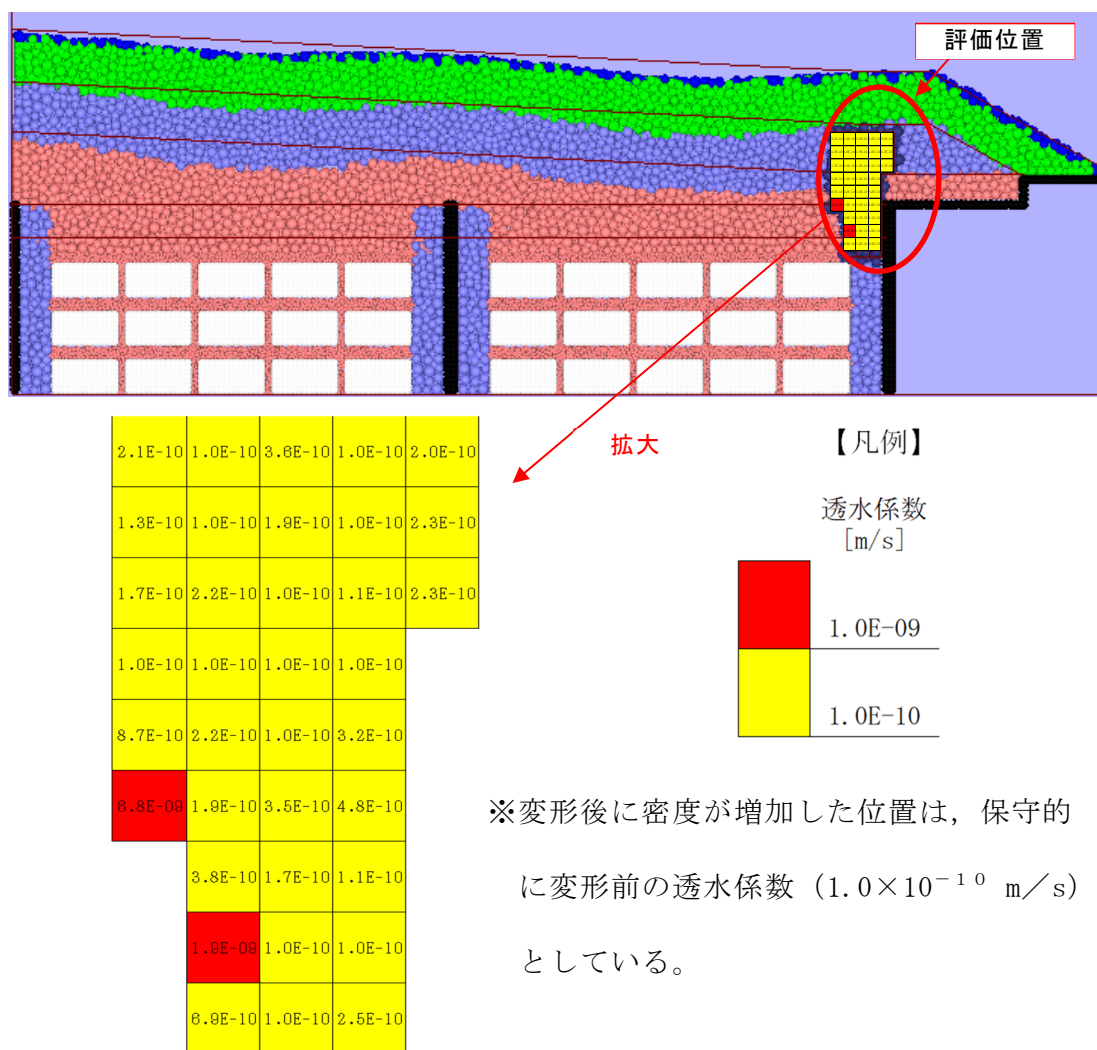 評価位置
拡大
2.1E-10 1.0E-10 3.6E-10 1.0E-10 2.0E-10
1.3E-10 1.0E-10 1.9E-10 1.0E-10 2.3E-10
1.7E-10 2.2E-10 1.0E-10 1.1E-10 2.3E-10
1.0E-10 1.0E-10 1.0E-10 1.0E-10
8.7E-10 2.2E-10 1.0E-10 3.2E-10
6.8E-09 1.9E-10 3.5E-10 4.8E-10
3.8E-10 1.7E-10 1.1E-10
1.9E-09 1.0E-10 1.0E-10
6.9E-10 1.0E-10 2.5E-10
【凡例】
透水係数
[m/s]
1.0E-09
1.0E-10
※変形後に密度が増加した位置は，保守的
に変形前の透水係数（1.0×10⁻¹⁰ m／s）
としている。